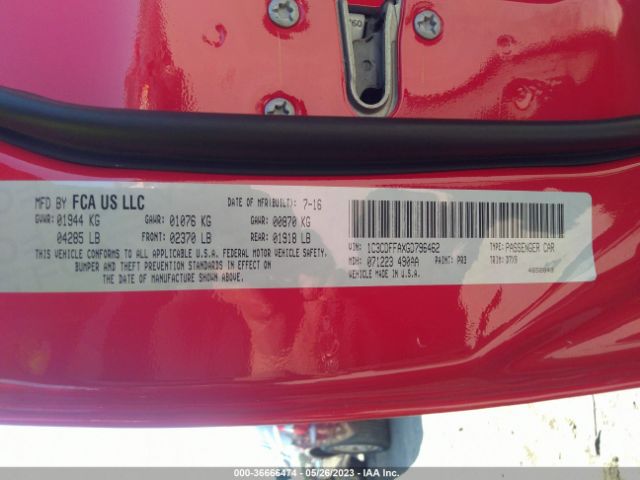 MFD BY FCA US LLC DATE OF MFR(BUILT): 7-16
GVWR: 01944 KG GAWR: 01076 KG GAWR: 00870 KG
04285 LB FRONT: 02370 LB REAR: 01918 LB
THIS VEHICLE CONFORMS TO ALL APPLICABLE U.S.A. FEDERAL MOTOR VEHICLE SAFETY,
BUMPER AND THEFT PREVENTION STANDARDS IN EFFECT ON
THE DATE OF MANUFACTURE SHOWN ABOVE.
VIN: 1C3CDFFAXGD796462 TYPE: PASSENGER CAR
MDH: 071223 490AA PAINT: PR3 TRIM: D7X9
VEHICLE MADE IN U.S.A.
000-36666474 • 05/26/2023 • IAA Inc.